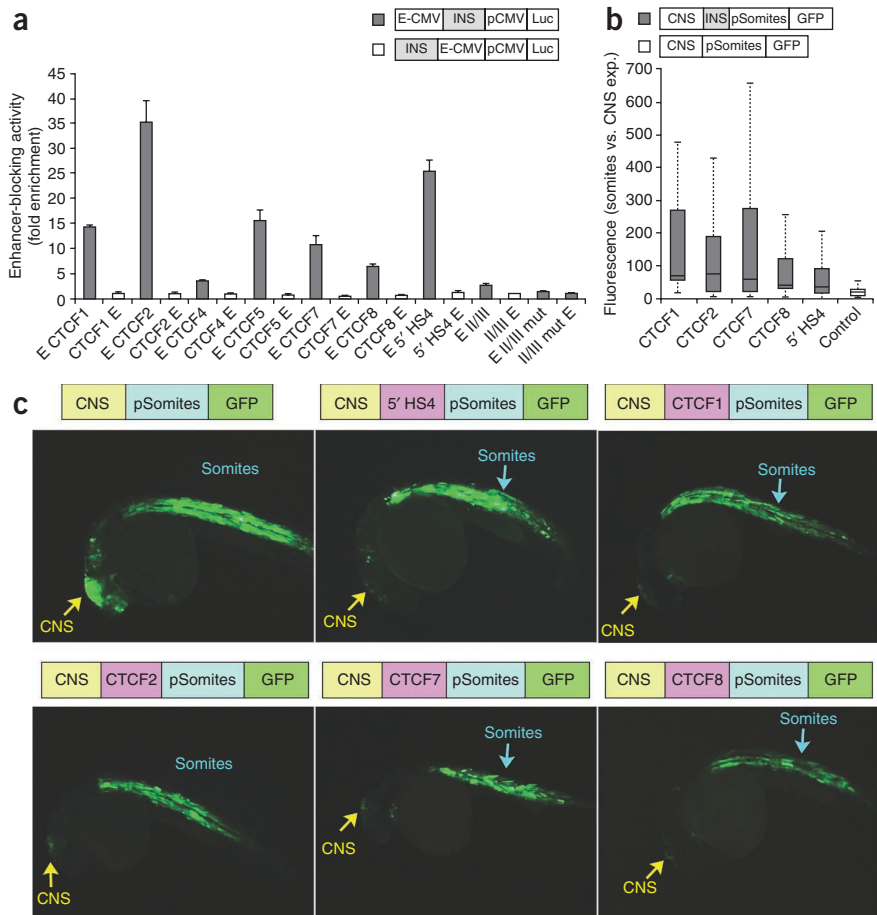 a
E-CMV INS pCMV Luc
INS E-CMV pCMV Luc
Enhancer-blocking activity
(fold enrichment)
45
40
35
30
25
20
15
10
5
0
E CTCF1
CTCF1 E
E CTCF2
CTCF2 E
E CTCF4
CTCF4 E
E CTCF5
CTCF5 E
E CTCF7
CTCF7 E
E CTCF8
CTCF8 E
E 5′ HS4
5′ HS4 E
E II/III
II/III E
E II/III mut
II/III mut E
b
CNS INS pSomites GFP
CNS pSomites GFP
Fluorescence (somites vs. CNS exp.)
700
600
500
400
300
200
100
0
CTCF1
CTCF2
CTCF7
CTCF8
5′ HS4
Control
c
CNS pSomites GFP
CNS 5′ HS4 pSomites GFP
CNS CTCF1 pSomites GFP
Somites
CNS
Somites
CNS
Somites
CNS
CNS CTCF2 pSomites GFP
CNS CTCF7 pSomites GFP
CNS CTCF8 pSomites GFP
Somites
CNS
Somites
CNS
Somites
CNS